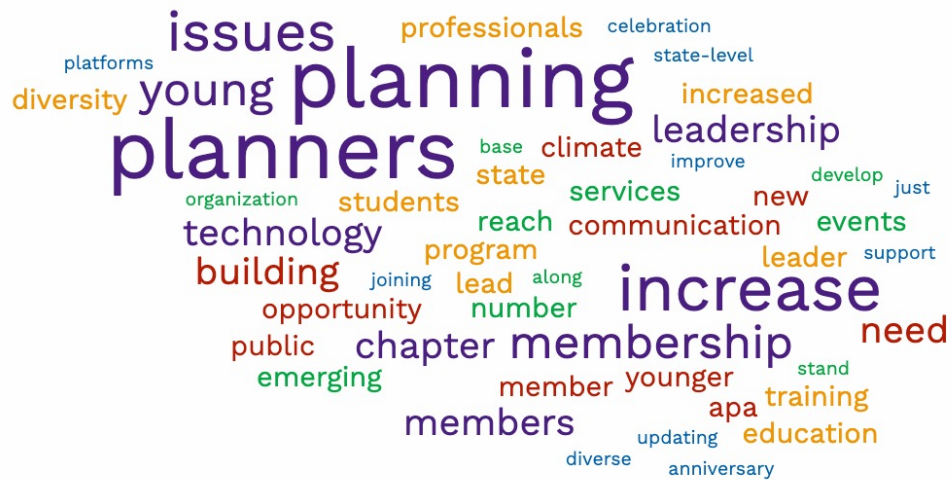 issues professionals celebration
platforms state-level
diversity young planning increased
planners leadership
base climate improve
state develop
organization students services new just
technology reach communication events
program leader support
building joining lead along increase
opportunity number
public chapter membership need
emerging stand
member younger training
members apa
updating education
diverse anniversary